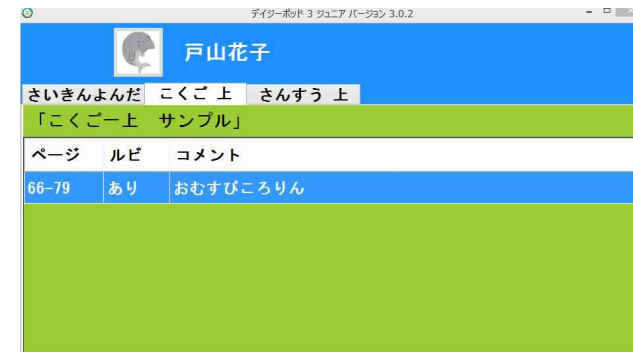 デイジーポッド 3 ジュニア バージョン 3.0.2
戸山花子
さいきんよんだ こくご 上 さんすう 上
「こくご一上 サンプル」
ページ ルビ コメント
66-79 あり おむすびころりん